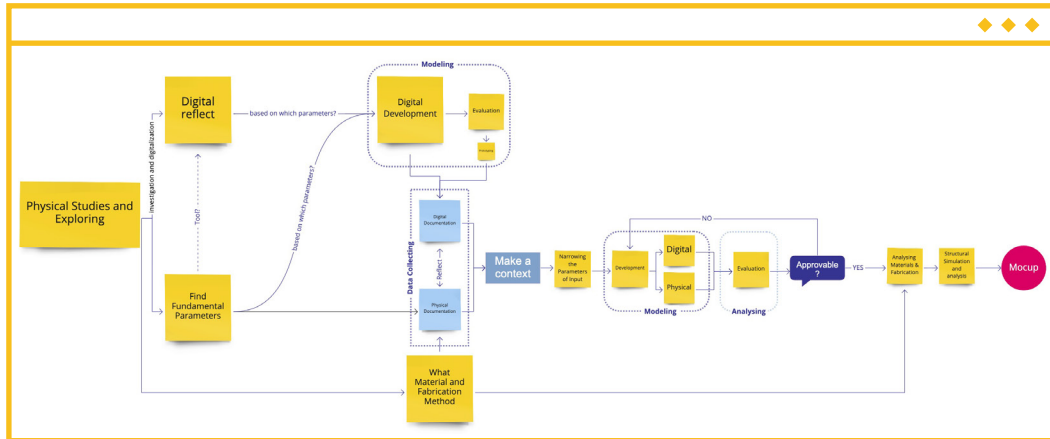 Modeling
Digital
reflect
based on which parameters?
Digital
Development
Evaluation
investigation and digitalization
Tool?
based on which parameters?
Physical Studies and
Exploring
Find
Fundamental
Parameters
Data Collecting
Digital
Documentation
Reflect
Physical
Documentation
What
Material and
Fabrication
Method
Make a
context
Narrowing
the
Parameters
of Input
NO
Development
Digital
Physical
Modeling
Evaluation
Analysing
Approvable
?
YES
Analysing
Materials &
Fabrication
Structural
Simulation
and
analysis
Mocup